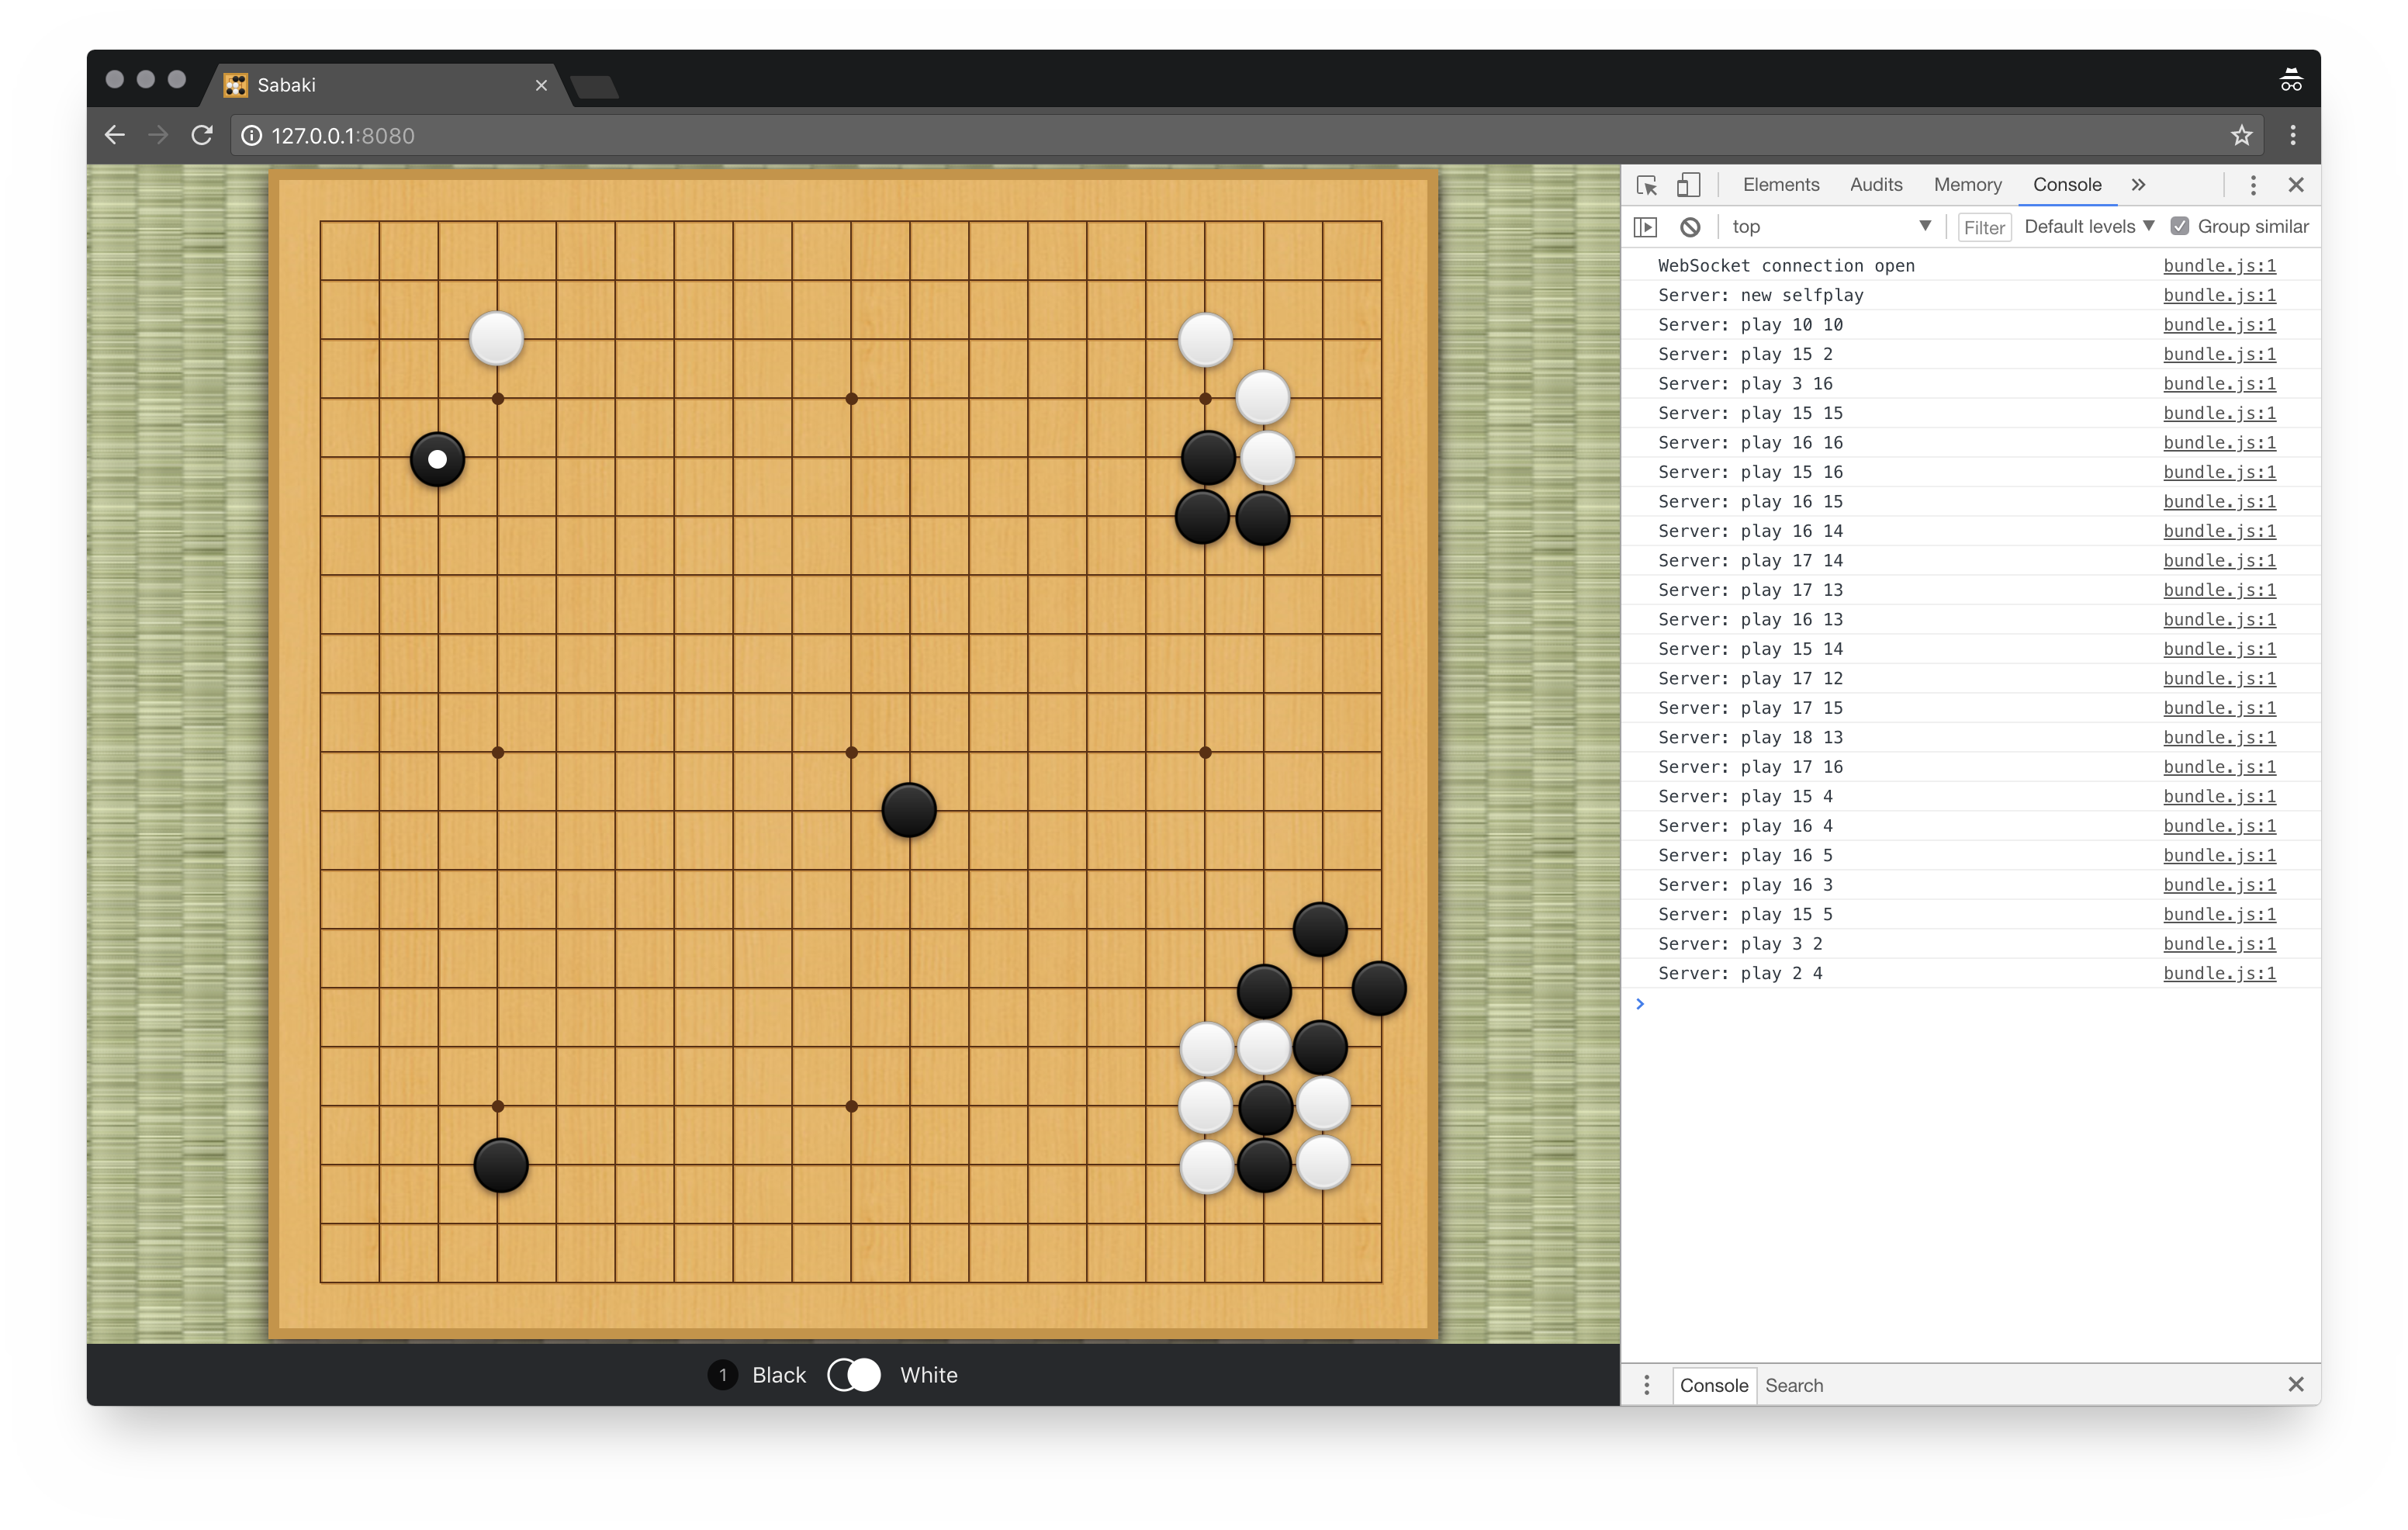 Sabaki
127.0.0.1:8080
Elements Audits Memory Console
top Filter Default levels Group similar
WebSocket connection open bundle.js:1
Server: new selfplay bundle.js:1
Server: play 10 10 bundle.js:1
Server: play 15 2 bundle.js:1
Server: play 3 16 bundle.js:1
Server: play 15 15 bundle.js:1
Server: play 16 16 bundle.js:1
Server: play 15 16 bundle.js:1
Server: play 16 15 bundle.js:1
Server: play 16 14 bundle.js:1
Server: play 17 14 bundle.js:1
Server: play 17 13 bundle.js:1
Server: play 16 13 bundle.js:1
Server: play 15 14 bundle.js:1
Server: play 17 12 bundle.js:1
Server: play 17 15 bundle.js:1
Server: play 18 13 bundle.js:1
Server: play 17 16 bundle.js:1
Server: play 15 4 bundle.js:1
Server: play 16 4 bundle.js:1
Server: play 16 5 bundle.js:1
Server: play 16 3 bundle.js:1
Server: play 15 5 bundle.js:1
Server: play 3 2 bundle.js:1
Server: play 2 4 bundle.js:1
1 Black White
Console Search